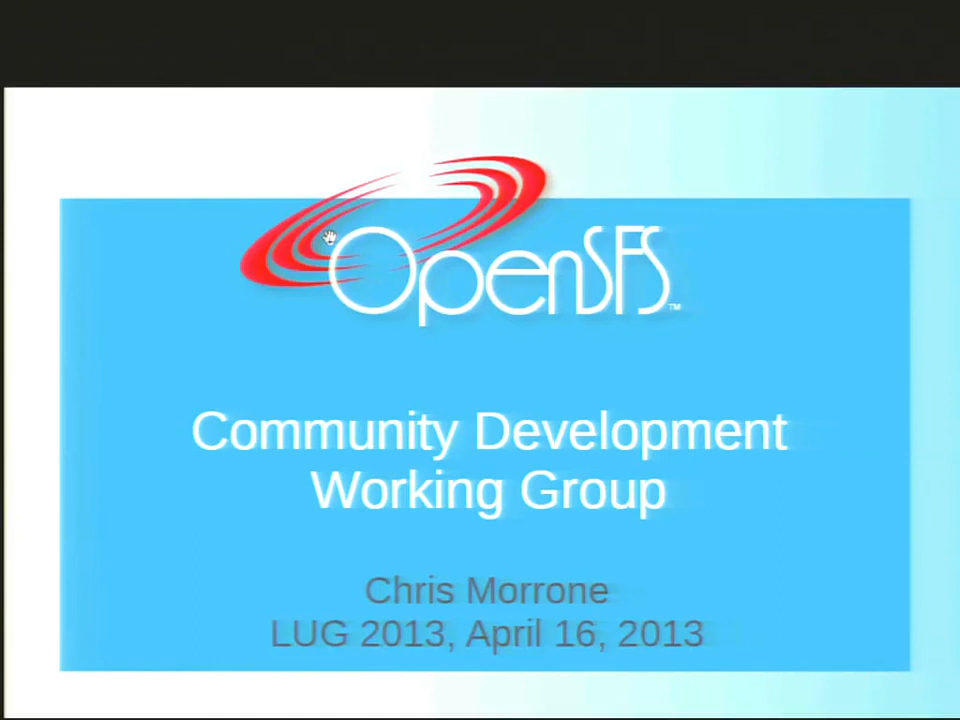 OpenSFS™
Community Development
Working Group
Chris Morrone
LUG 2013, April 16, 2013